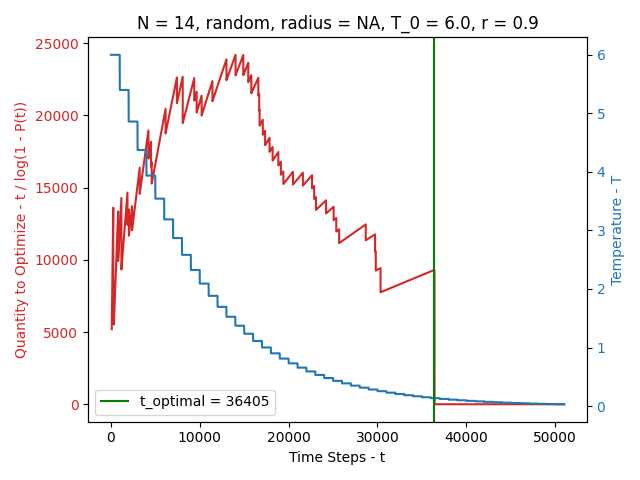 N = 14, random, radius = NA, T_0 = 6.0, r = 0.9
Quantity to Optimize - t / log(1 - P(t))
25000
20000
15000
10000
5000
0
6
5
4
3
2
1
0
Temperature - T
t_optimal = 36405
0 10000 20000 30000 40000 50000
Time Steps - t